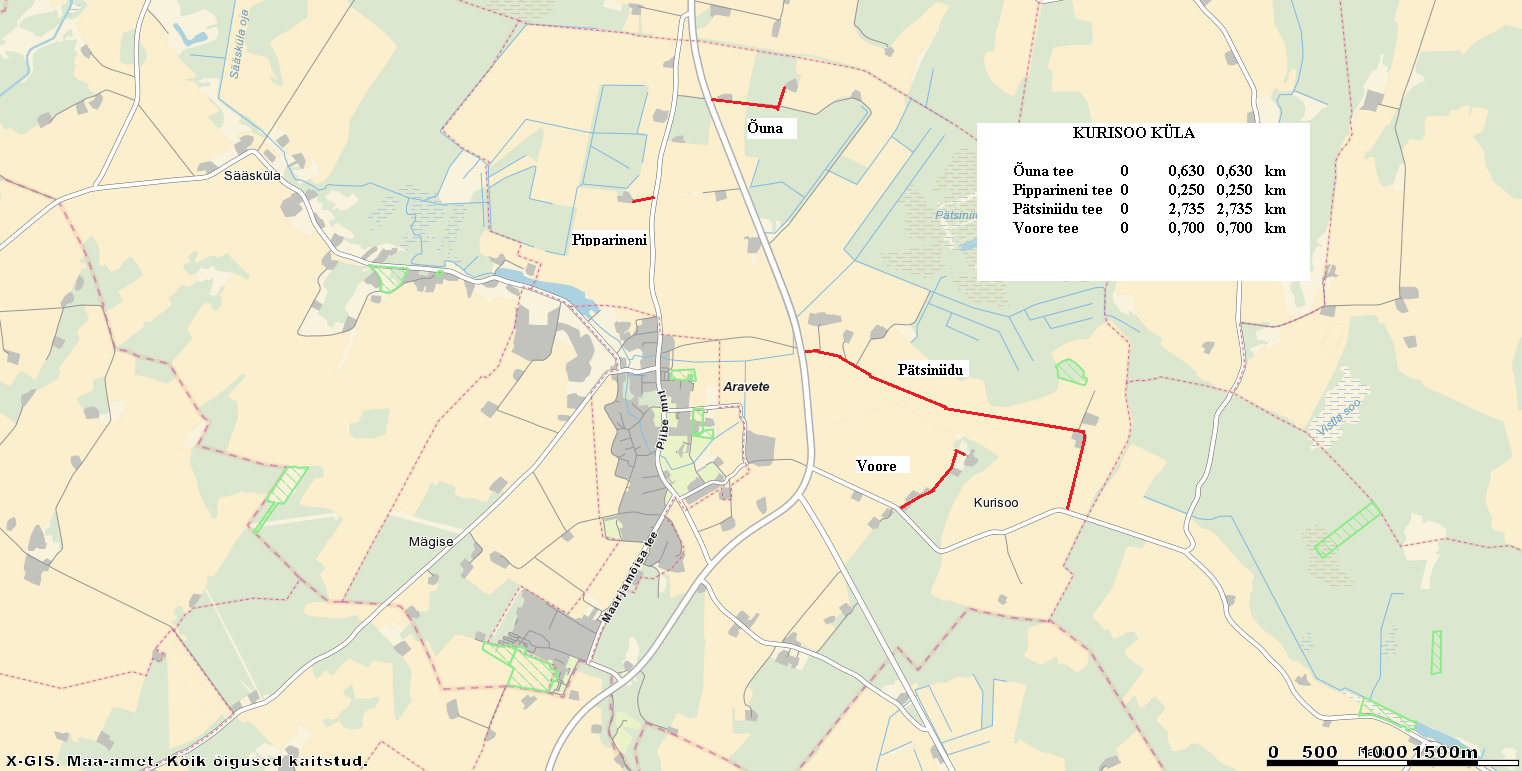 Sääsküla oja
Õuna
KURISOO KÜLA
Õuna tee 0 0,630 0,630 km
Pipparineni tee 0 0,250 0,250 km
Pätsiniidu tee 0 2,735 2,735 km
Voore tee 0 0,700 0,700 km
Sääsküla
Pipparineni
Pätsiniidu
Aravete
Piibe mnt
Vistla soo
Voore
Kurisoo
Mägise
Maarjamõisa tee
X-GIS. Maa-amet. Kõik õigused kaitstud.
0 500 1000 1500m